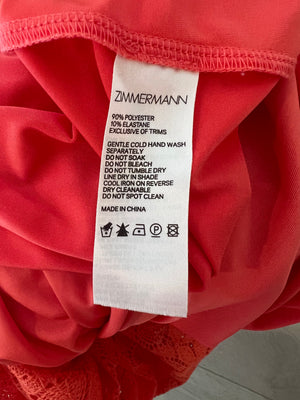 ZIMMERMANN
90% POLYESTER
10% ELASTANE
EXCLUSIVE OF TRIMS
GENTLE COLD HAND WASH
SEPARATELY
DO NOT SOAK
DO NOT BLEACH
DO NOT TUMBLE DRY
LINE DRY IN SHADE
COOL IRON ON REVERSE
DRY CLEANABLE
DO NOT SPOT CLEAN
MADE IN CHINA
P